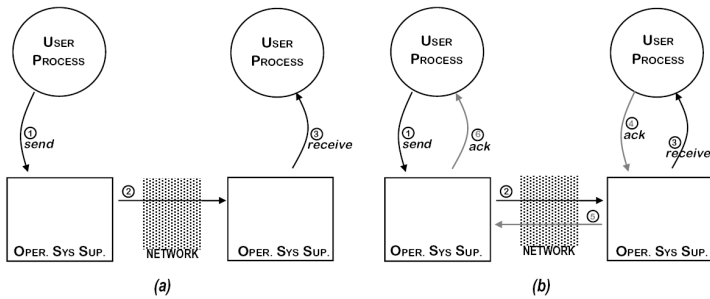 USER
PROCESS
USER
PROCESS
① send
③ receive
②
OPER. SYS SUP.
NETWORK
OPER. SYS SUP.
(a)
USER
PROCESS
USER
PROCESS
① send
⑥ ack
④ ack
③ receive
②
⑤
OPER. SYS SUP.
NETWORK
OPER. SYS SUP.
(b)